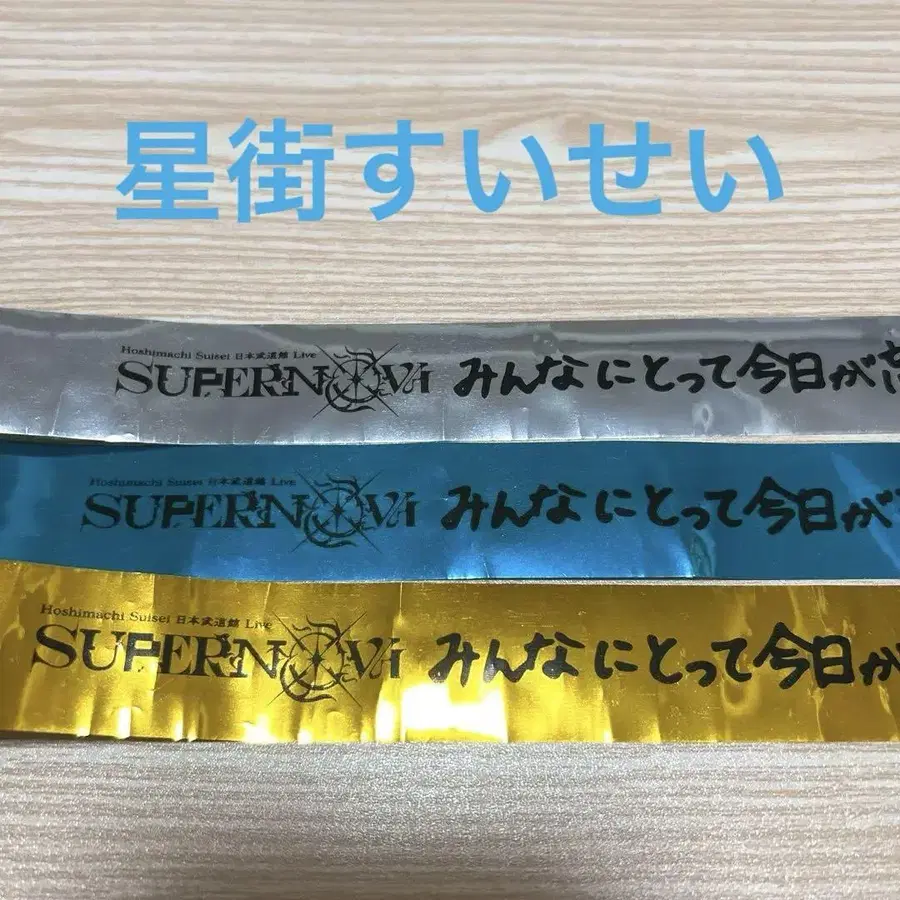 星街すいせい
Hoshimachi Suisei 日本武道館 Live
SUPERNOVA みんなにとって今日が忘
Hoshimachi Suisei 日本武道館 Live
SUPERNOVA みんなにとって今日が
Hoshimachi Suisei 日本武道館 Live
SUPERNOVA みんなにとって今日が